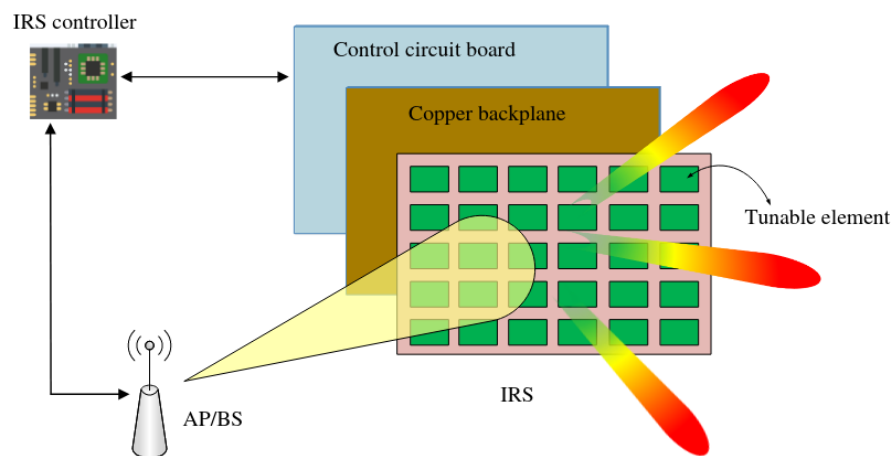 IRS controller
Control circuit board
Copper backplane
Tunable element
IRS
AP/BS